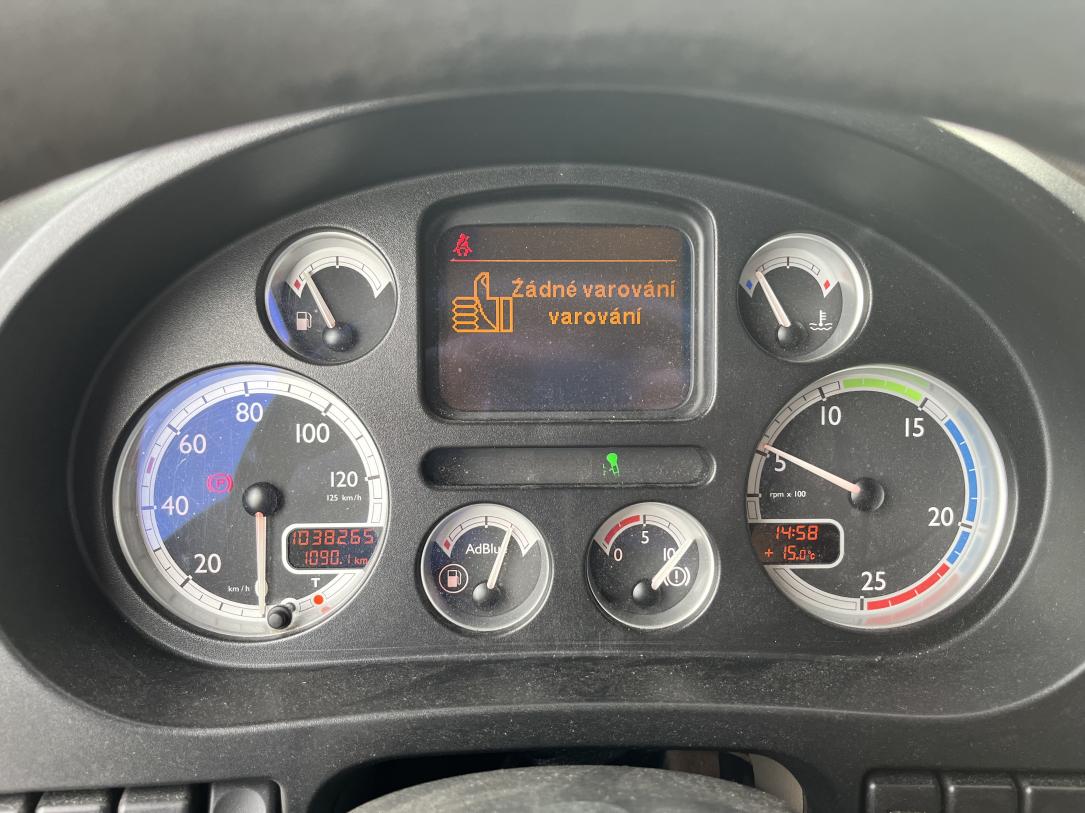 Žádné varování
varování
20
40
60
80
100
120
125 km/h
km/h
P
1038265
1090.1 km
T
AdBlue
0
5
10
5
10
15
20
25
rpm x 100
14:58
+ 15.0°c